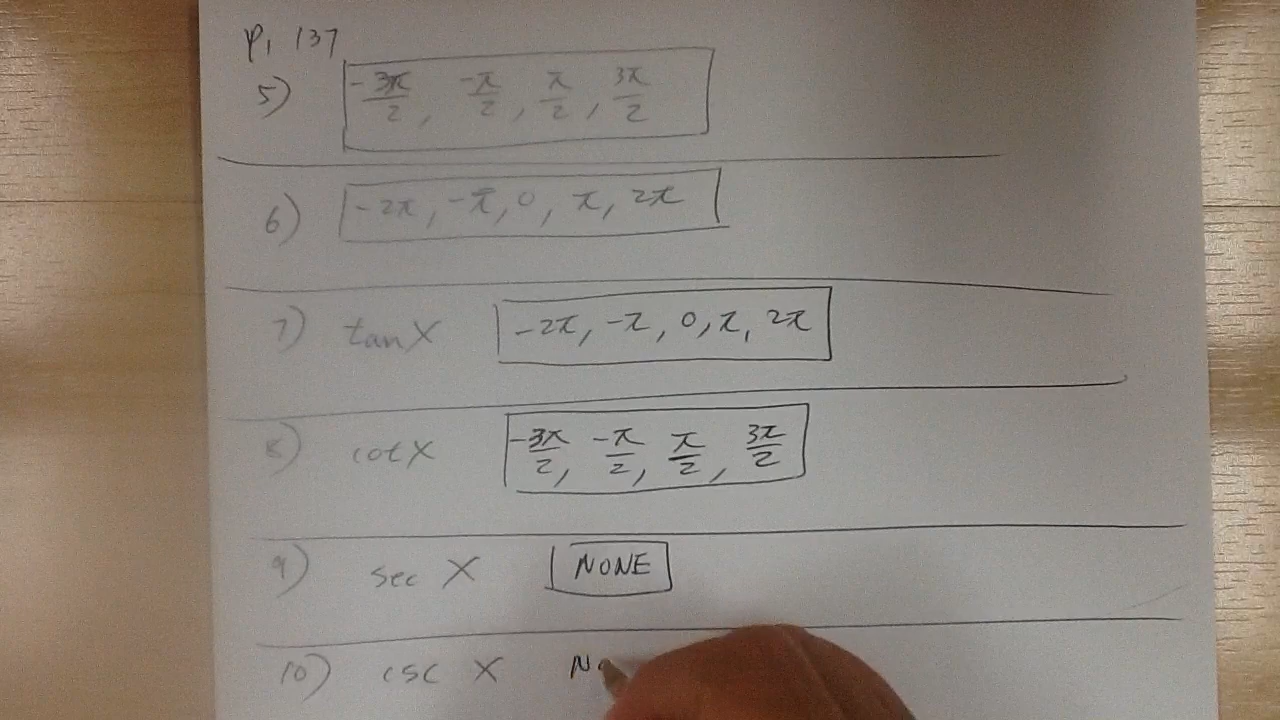 p. 137
5) -3π/2, -π/2, π/2, 3π/2
6) -2π, -π, 0, π, 2π
7) tan X -2π, -π, 0, π, 2π
8) cot X -3π/2, -π/2, π/2, 3π/2
9) sec X NONE
10) csc X No